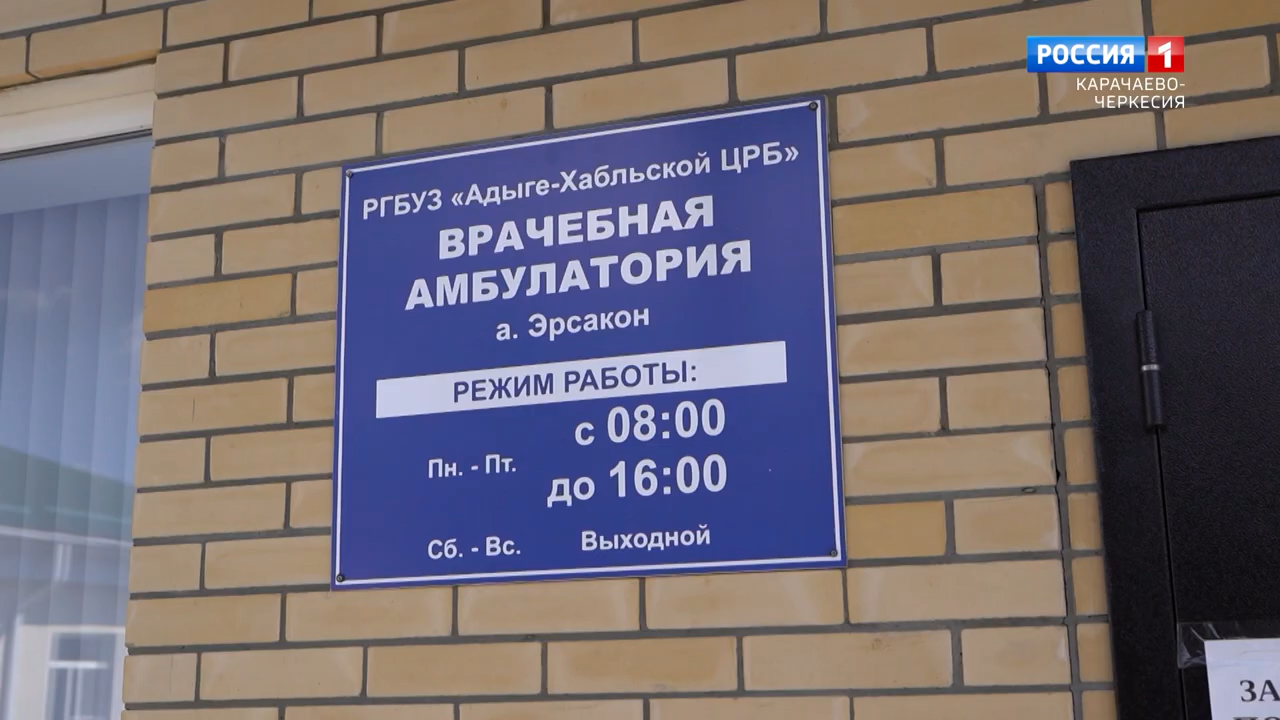 РОССИЯ 1
КАРАЧАЕВО-
ЧЕРКЕСИЯ
РГБУЗ «Адыге-Хабльской ЦРБ»
ВРАЧЕБНАЯ
АМБУЛАТОРИЯ
а. Эрсакон
РЕЖИМ РАБОТЫ:
с 08:00
Пн. - Пт.
до 16:00
Сб. - Вс. Выходной